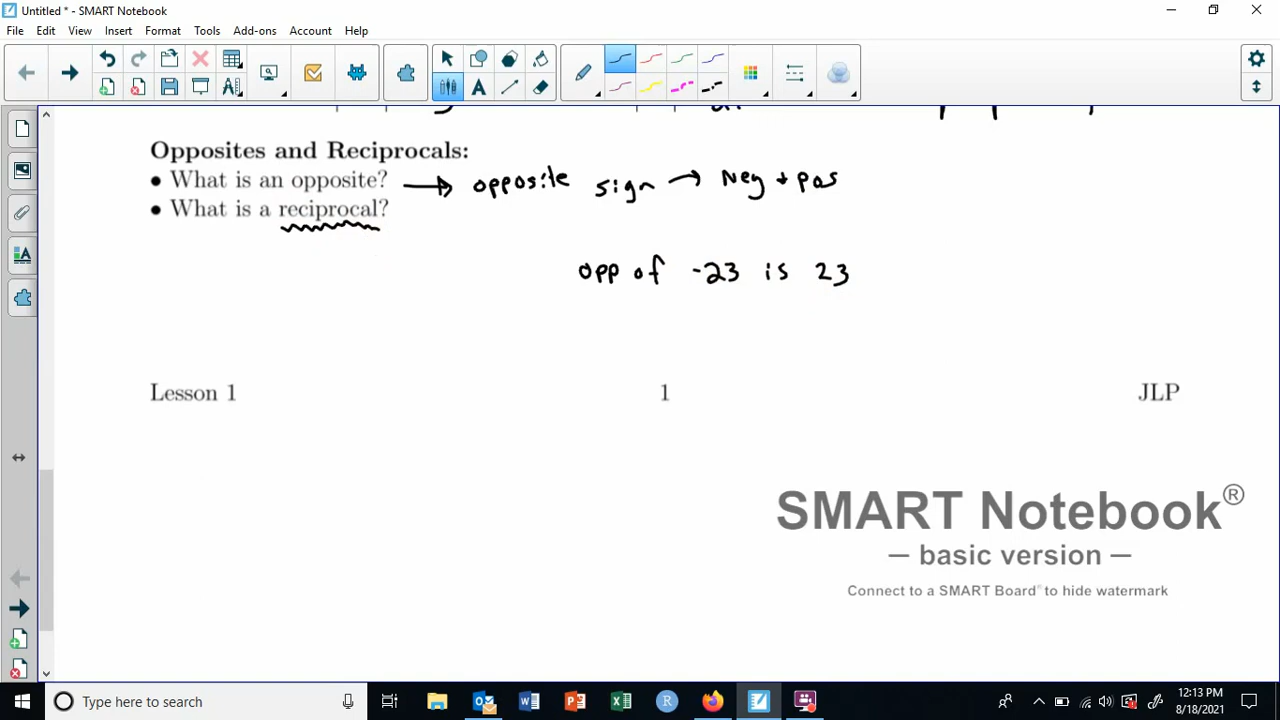 Untitled * - SMART Notebook
File Edit View Insert Format Tools Add-ons Account Help
Opposites and Reciprocals:
• What is an opposite? → opposite sign → Neg + pos
• What is a reciprocal?
opp of -23 is 23
Lesson 1 1 JLP
SMART Notebook®
— basic version —
Connect to a SMART Board® to hide watermark
Type here to search
12:13 PM
8/18/2021